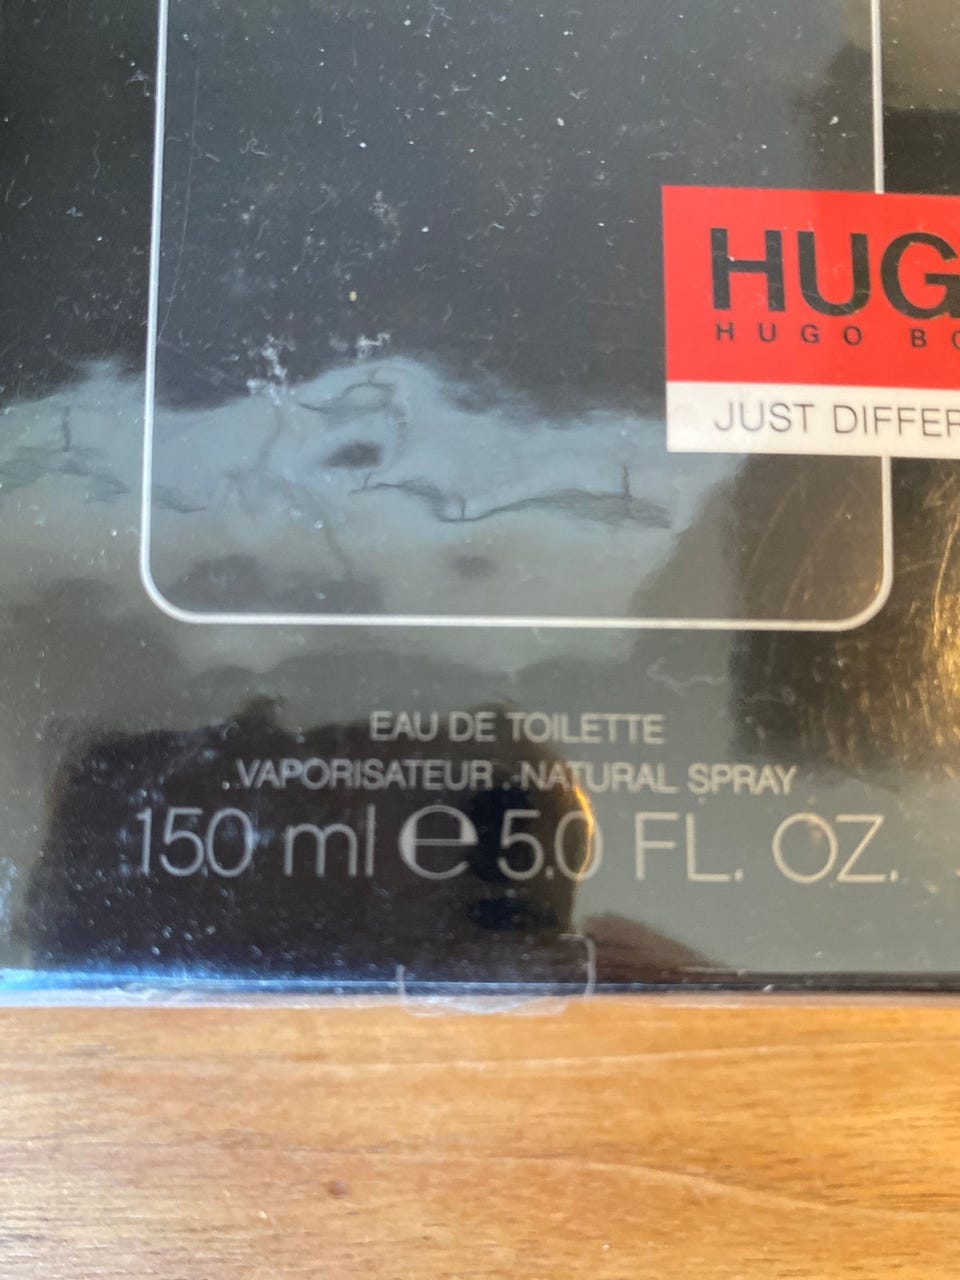 HUG
HUGO BO
JUST DIFFER
EAU DE TOILETTE
VAPORISATEUR . NATURAL SPRAY
150 ml e 5.0 FL. OZ.